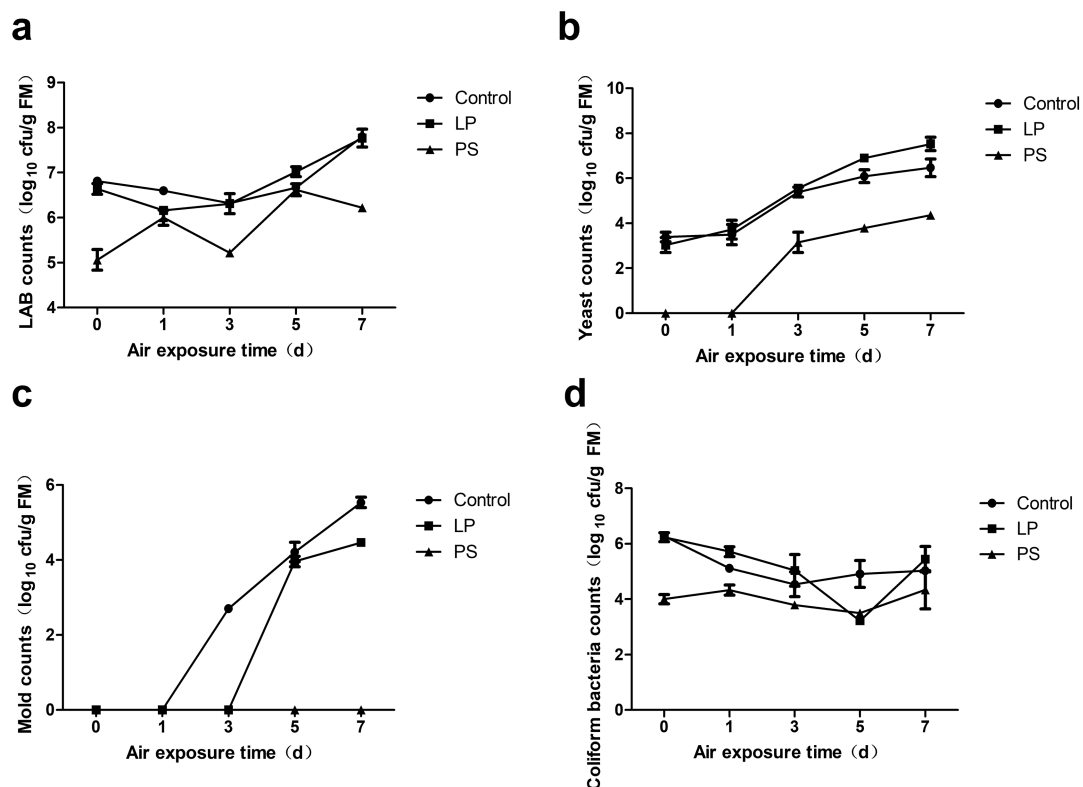 a
LAB counts（log10 cfu/g FM）
9
8
7
6
5
4
0 1 3 5 7
Air exposure time（d）
Control
LP
PS
b
Yeast counts（log10 cfu/g FM）
10
8
6
4
2
0
0 1 3 5 7
Air exposure time（d）
Control
LP
PS
c
Mold counts（log10 cfu/g FM）
6
4
2
0
0 1 3 5 7
Air exposure time（d）
Control
LP
PS
d
Coliform bacteria counts（log10 cfu/g FM）
8
6
4
2
0
0 1 3 5 7
Air exposure time（d）
Control
LP
PS